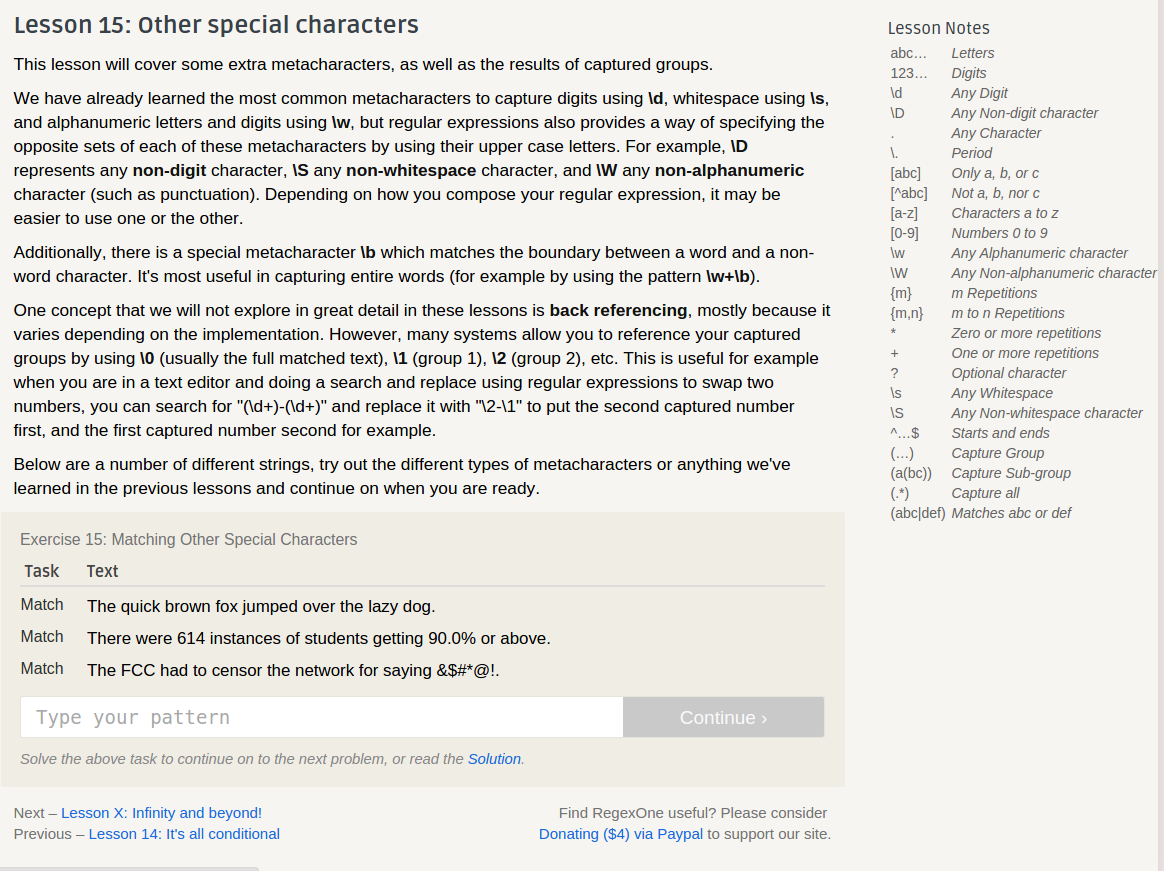 Lesson 15: Other special characters
This lesson will cover some extra metacharacters, as well as the results of captured groups.
We have already learned the most common metacharacters to capture digits using \d, whitespace using \s,
and alphanumeric letters and digits using \w, but regular expressions also provides a way of specifying the
opposite sets of each of these metacharacters by using their upper case letters. For example, \D
represents any non-digit character, \S any non-whitespace character, and \W any non-alphanumeric
character (such as punctuation). Depending on how you compose your regular expression, it may be
easier to use one or the other.
Additionally, there is a special metacharacter \b which matches the boundary between a word and a non-
word character. It's most useful in capturing entire words (for example by using the pattern \w+\b).
One concept that we will not explore in great detail in these lessons is back referencing, mostly because it
varies depending on the implementation. However, many systems allow you to reference your captured
groups by using \0 (usually the full matched text), \1 (group 1), \2 (group 2), etc. This is useful for example
when you are in a text editor and doing a search and replace using regular expressions to swap two
numbers, you can search for "(\d+)-(\d+)" and replace it with "\2-\1" to put the second captured number
first, and the first captured number second for example.
Below are a number of different strings, try out the different types of metacharacters or anything we've
learned in the previous lessons and continue on when you are ready.
Exercise 15: Matching Other Special Characters
Task Text
Match The quick brown fox jumped over the lazy dog.
Match There were 614 instances of students getting 90.0% or above.
Match The FCC had to censor the network for saying &$#*@!.
Type your pattern
Continue ›
Solve the above task to continue on to the next problem, or read the Solution.
Next – Lesson X: Infinity and beyond!
Previous – Lesson 14: It's all conditional
Find RegexOne useful? Please consider
Donating ($4) via Paypal to support our site.
Lesson Notes
abc… Letters
123… Digits
\d Any Digit
\D Any Non-digit character
. Any Character
\. Period
[abc] Only a, b, or c
[^abc] Not a, b, nor c
[a-z] Characters a to z
[0-9] Numbers 0 to 9
\w Any Alphanumeric character
\W Any Non-alphanumeric character
{m} m Repetitions
{m,n} m to n Repetitions
* Zero or more repetitions
+ One or more repetitions
? Optional character
\s Any Whitespace
\S Any Non-whitespace character
^…$ Starts and ends
(…) Capture Group
(a(bc)) Capture Sub-group
(.*) Capture all
(abc|def) Matches abc or def